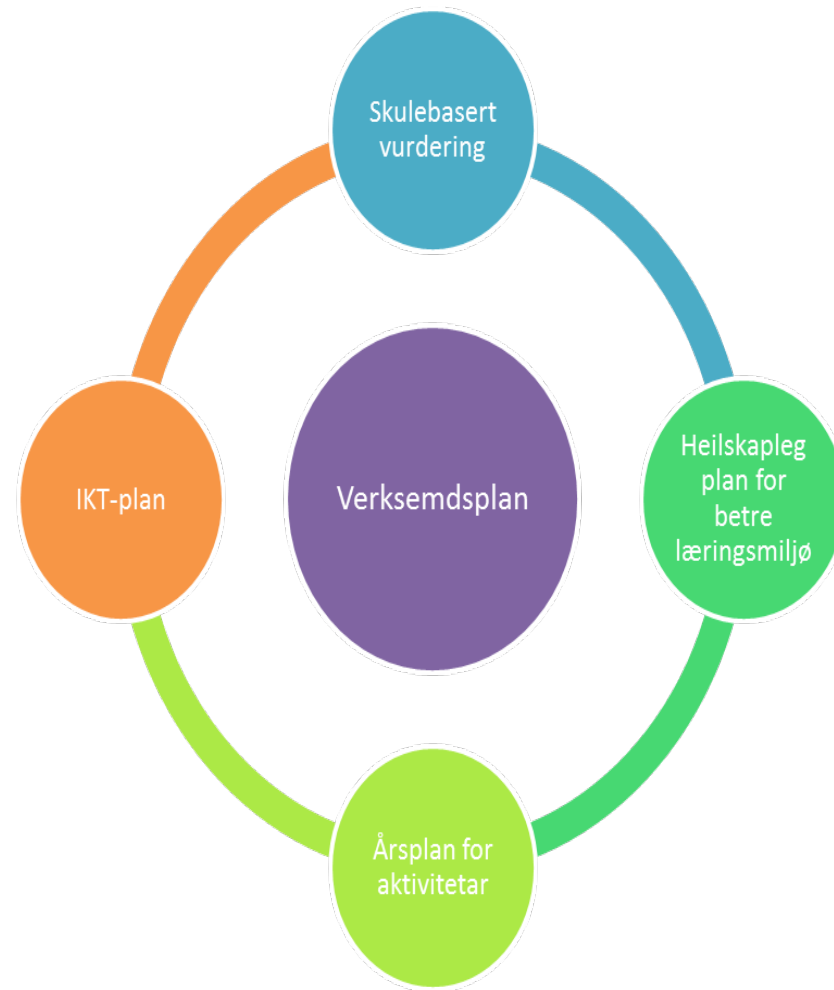 Skulebasert
vurdering
IKT-plan
Verksemdsplan
Heilskapleg
plan for
betre
læringsmiljø
Årsplan for
aktivitetar